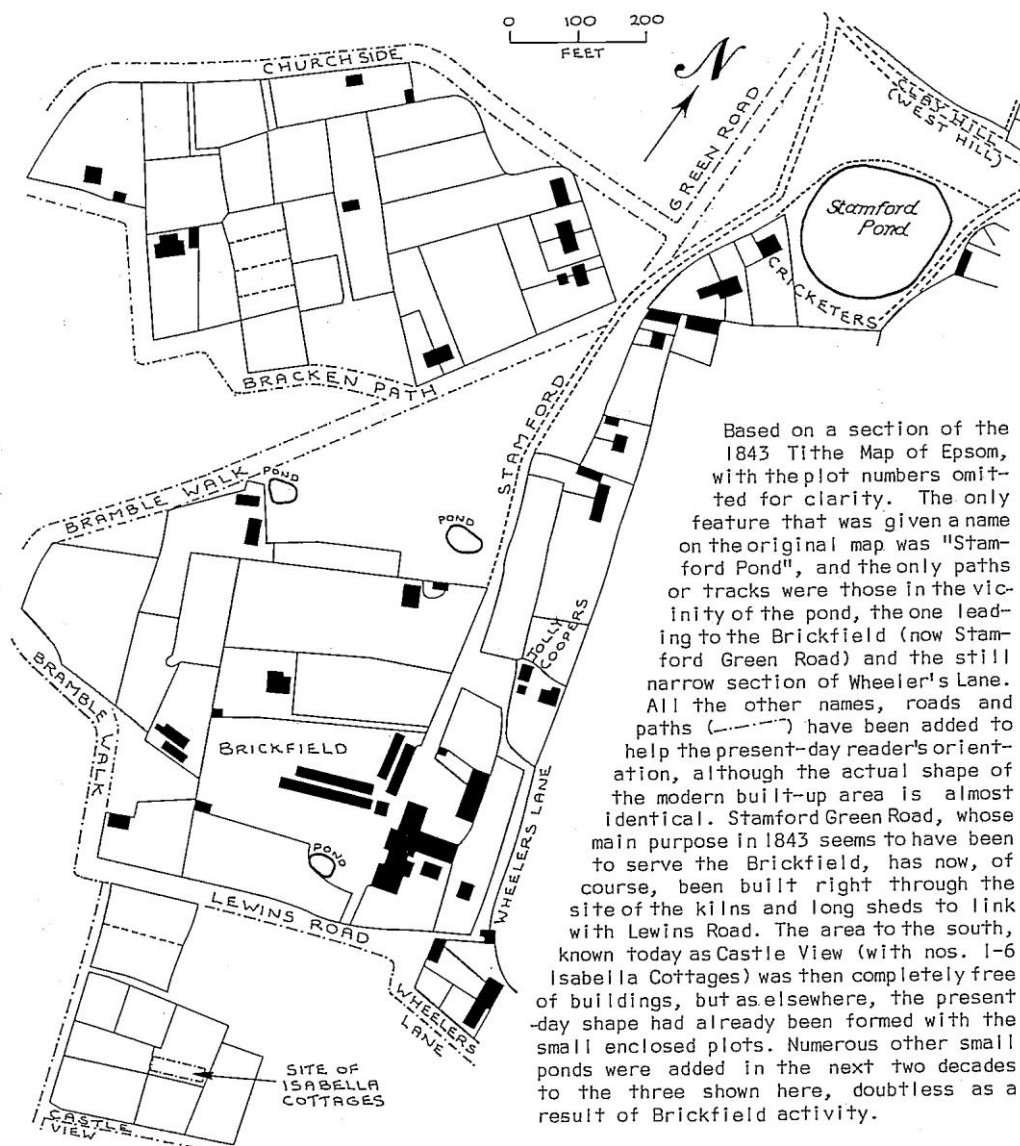 0 100 200
FEET
N
CHURCH SIDE
GREEN ROAD
CLAY HILL
(WEST HILL)
Stamford
Pond
CRICKETERS
BRACKEN PATH
STAMFORD
BRAMBLE WALK
POND
POND
JOLLY
COOPERS
BRAMBLE WALK
BRICKFIELD
POND
WHEELERS LANE
LEWINS ROAD
WHEELERS
LANE
SITE OF
ISABELLA
COTTAGES
CASTLE
VIEW
Based on a section of the
1843 Tithe Map of Epsom,
with the plot numbers omit-
ted for clarity. The only
feature that was given a name
on the original map was "Stam-
ford Pond", and the only paths
or tracks were those in the vic-
inity of the pond, the one lead-
ing to the Brickfield (now Stam-
ford Green Road) and the still
narrow section of Wheeler's Lane.
All the other names, roads and
paths (—·—·—) have been added to
help the present-day reader's orient-
ation, although the actual shape of
the modern built-up area is almost
identical. Stamford Green Road, whose
main purpose in 1843 seems to have been
to serve the Brickfield, has now, of
course, been built right through the
site of the kilns and long sheds to link
with Lewins Road. The area to the south,
known today as Castle View (with nos. 1-6
Isabella Cottages) was then completely free
of buildings, but as elsewhere, the present
-day shape had already been formed with the
small enclosed plots. Numerous other small
ponds were added in the next two decades
to the three shown here, doubtless as a
result of Brickfield activity.